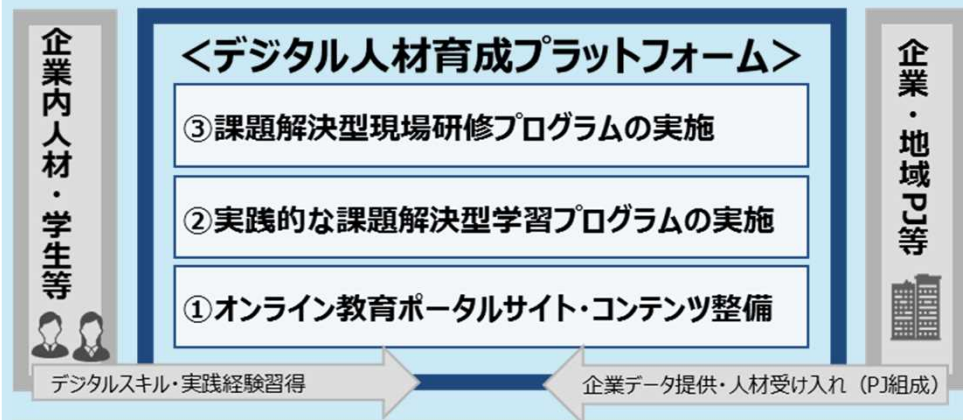 企業内人材・学生等
＜デジタル人材育成プラットフォーム＞
③課題解決型現場研修プログラムの実施
②実践的な課題解決型学習プログラムの実施
①オンライン教育ポータルサイト・コンテンツ整備
企業・地域PJ等
デジタルスキル・実践経験習得
企業データ提供・人材受け入れ（PJ組成）